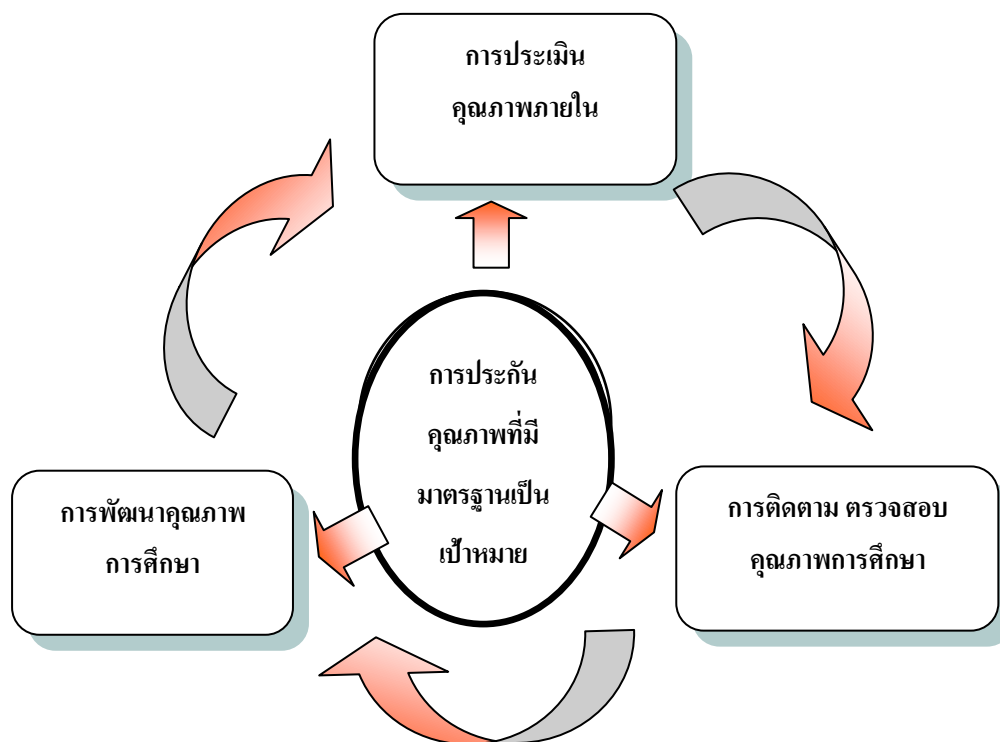 การประเมิน
คุณภาพภายใน
การประกัน
คุณภาพที่มี
มาตรฐานเป็น
เป้าหมาย
การพัฒนาคุณภาพ
การศึกษา
การติดตาม ตรวจสอบ
คุณภาพการศึกษา